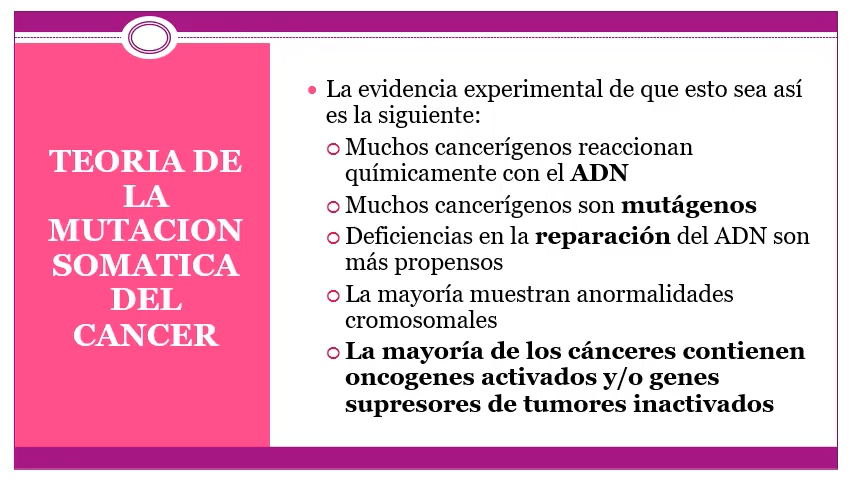 TEORIA DE
LA
MUTACION
SOMATICA
DEL
CANCER
La evidencia experimental de que esto sea así
es la siguiente:
Muchos cancerígenos reaccionan
químicamente con el ADN
Muchos cancerígenos son mutágenos
Deficiencias en la reparación del ADN son
más propensos
La mayoría muestran anormalidades
cromosomales
La mayoría de los cánceres contienen
oncogenes activados y/o genes
supresores de tumores inactivados